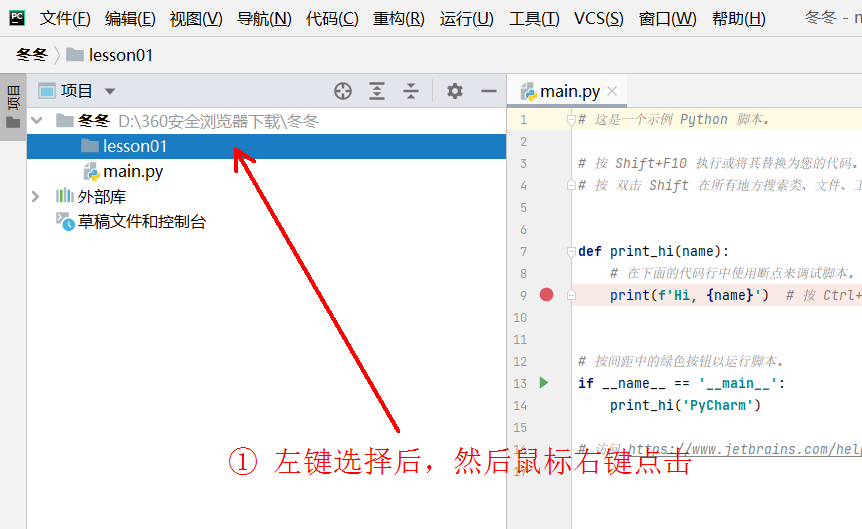 PC 文件(F) 编辑(E) 视图(V) 导航(N) 代码(C) 重构(R) 运行(U) 工具(T) VCS(S) 窗口(W) 帮助(H) 冬冬 -
冬冬 lesson01
项目
项目
main.py
冬冬 D:\360安全浏览器下载\冬冬
lesson01
main.py
外部库
草稿文件和控制台
1 # 这是一个示例 Python 脚本。
2
3 # 按 Shift+F10 执行或将其替换为您的代码。
4 # 按 双击 Shift 在所有地方搜索类、文件、
5
6
7 def print_hi(name):
8 # 在下面的代码行中使用断点来调试脚本。
9 print(f'Hi, {name}') # 按 Ctrl+
10
11
12 # 按间距中的绿色按钮以运行脚本。
13 if __name__ == '__main__':
14 print_hi('PyCharm')
15
# 访问 https://www.jetbrains.com/help
① 左键选择后，然后鼠标右键点击